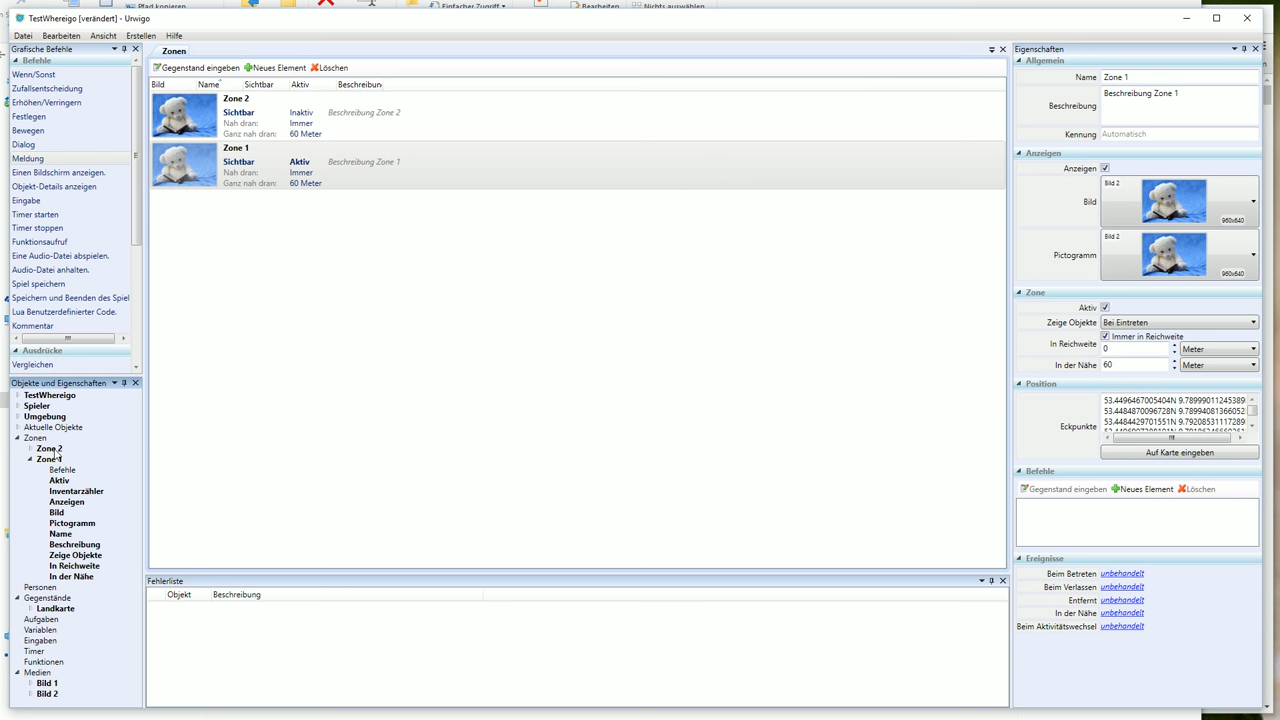 Pfad kopieren
Einfacher Zugriff
Bearbeiten
Nichts auswählen
TestWhereigo [verändert] - Urwigo
Datei Bearbeiten Ansicht Erstellen Hilfe
Grafische Befehle
Befehle
Wenn/Sonst
Zufallsentscheidung
Erhöhen/Verringern
Festlegen
Bewegen
Dialog
Meldung
Einen Bildschirm anzeigen.
Objekt-Details anzeigen
Eingabe
Timer starten
Timer stoppen
Funktionsaufruf
Eine Audio-Datei abspielen.
Audio-Datei anhalten.
Spiel speichern
Speichern und Beenden des Spiel
Lua Benutzerdefinierter Code.
Kommentar
Ausdrücke
Vergleichen
Objekte und Eigenschaften
TestWhereigo
Spieler
Umgebung
Aktuelle Objekte
Zonen
Zone 2
Zone 1
Befehle
Aktiv
Inventarzähler
Anzeigen
Bild
Pictogramm
Name
Beschreibung
Zeige Objekte
In Reichweite
In der Nähe
Personen
Gegenstände
Landkarte
Aufgaben
Variablen
Eingaben
Timer
Funktionen
Medien
Bild 1
Bild 2
Zonen
Gegenstand eingeben Neues Element Löschen
Bild Name Sichtbar Aktiv Beschreibun
Zone 2
Sichtbar Inaktiv Beschreibung Zone 2
Nah dran: Immer
Ganz nah dran: 60 Meter
Zone 1
Sichtbar Aktiv Beschreibung Zone 1
Nah dran: Immer
Ganz nah dran: 60 Meter
Fehlerliste
Objekt Beschreibung
Eigenschaften
Allgemein
Name Zone 1
Beschreibung Beschreibung Zone 1
Kennung Automatisch
Anzeigen
Anzeigen
Bild Bild 2 960x640
Pictogramm Bild 2 960x640
Zone
Aktiv
Zeige Objekte Bei Eintreten
In Reichweite Immer in Reichweite
0 Meter
In der Nähe 60 Meter
Position
Eckpunkte
53.4496467005404N 9.78999011245389
53.4484870096728N 9.78994081366052
53.4484429701551N 9.79208531117289
Auf Karte eingeben
Befehle
Gegenstand eingeben Neues Element Löschen
Ereignisse
Beim Betreten unbehandelt
Beim Verlassen unbehandelt
Entfernt unbehandelt
In der Nähe unbehandelt
Beim Aktivitätswechsel unbehandelt